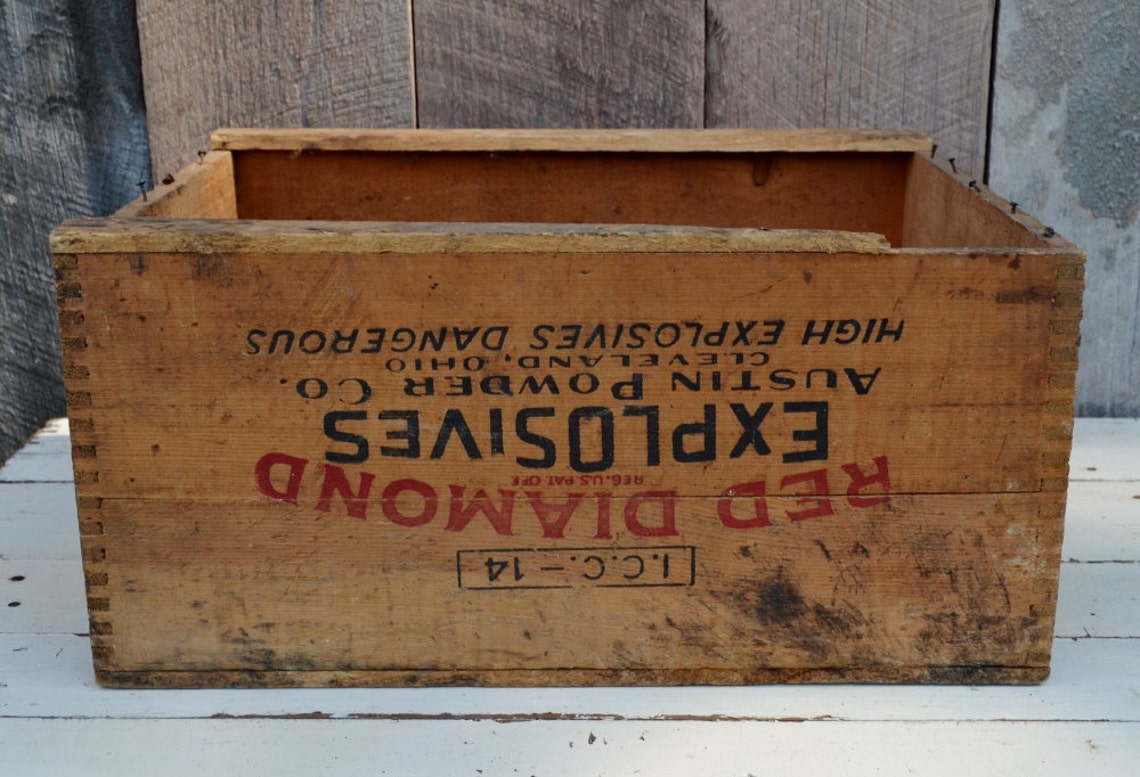 I.C.C. – 14
RED DIAMOND
REG. U.S. PAT. OFF.
EXPLOSIVES
AUSTIN POWDER CO.
CLEVELAND, OHIO
HIGH EXPLOSIVES DANGEROUS